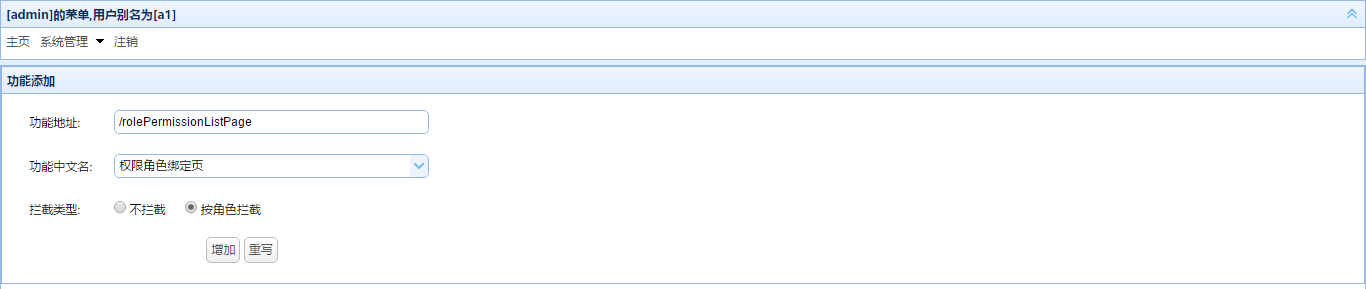 [admin]的荣单,用户别名为[a1]
主页 系统管理 注销
功能添加
功能地址: /rolePermissionListPage
功能中文名: 权限角色绑定页
拦截类型: 不拦截 按角色拦截
增加 重写